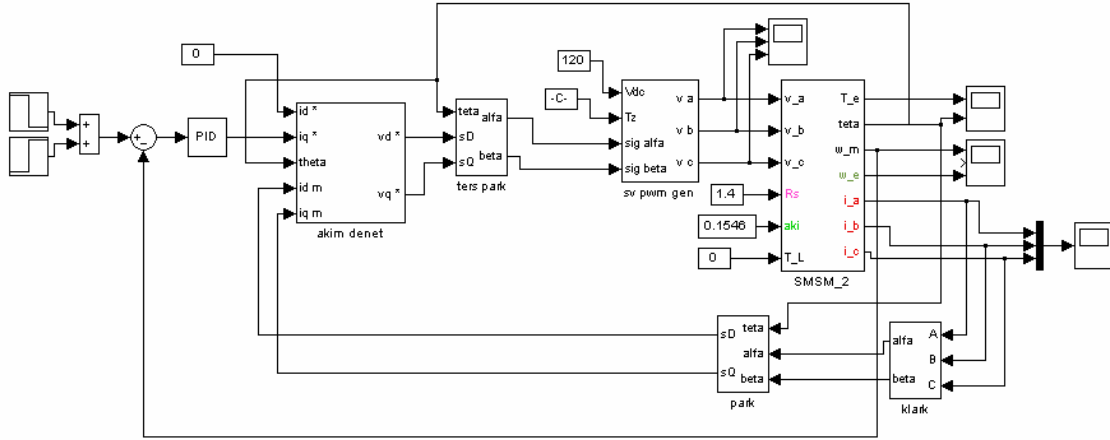 0
+
+
+
−
PID
id *
iq *
theta
id m
iq m
vd*
vq*
akim denet
teta
sD
sQ
alfa
beta
ters park
120
-C-
Vdc
Tz
sig alfa
sig beta
v a
v b
v c
sv pwm gen
1.4
0.1546
0
v_a
v_b
v_c
Rs
aki
T_L
T_e
teta
w_m
w_e
i_a
i_b
i_c
SMSM_2
sD
sQ
teta
alfa
beta
park
alfa
beta
A
B
C
klark